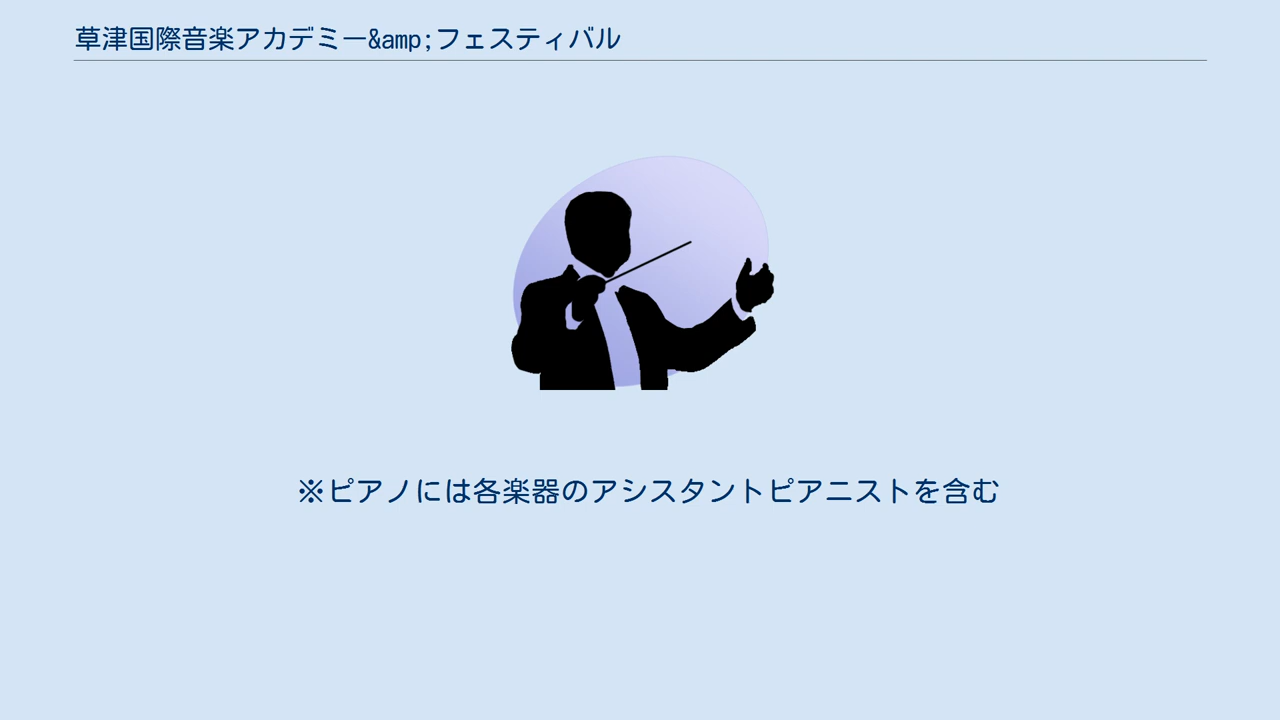 草津国際音楽アカデミー&amp;フェスティバル
※ピアノには各楽器のアシスタントピアニストを含む